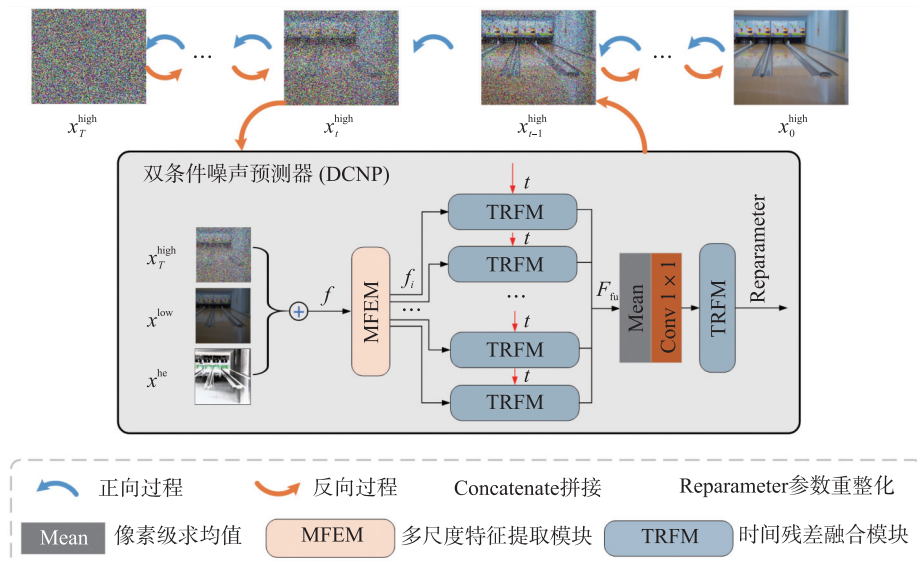 ... ...
x_T^high x_t^high x_{t-1}^high x_0^high
双条件噪声预测器 (DCNP)
x_T^high
x^low
x^he
+
f
MFEM
f_i
...
t
TRFM
t
TRFM
...
t
TRFM
t
TRFM
F_fu
Mean
Conv 1 × 1
TRFM
Reparameter
正向过程 反向过程 Concatenate拼接 Reparameter参数重整化
Mean 像素级求均值 MFEM 多尺度特征提取模块 TRFM 时间残差融合模块